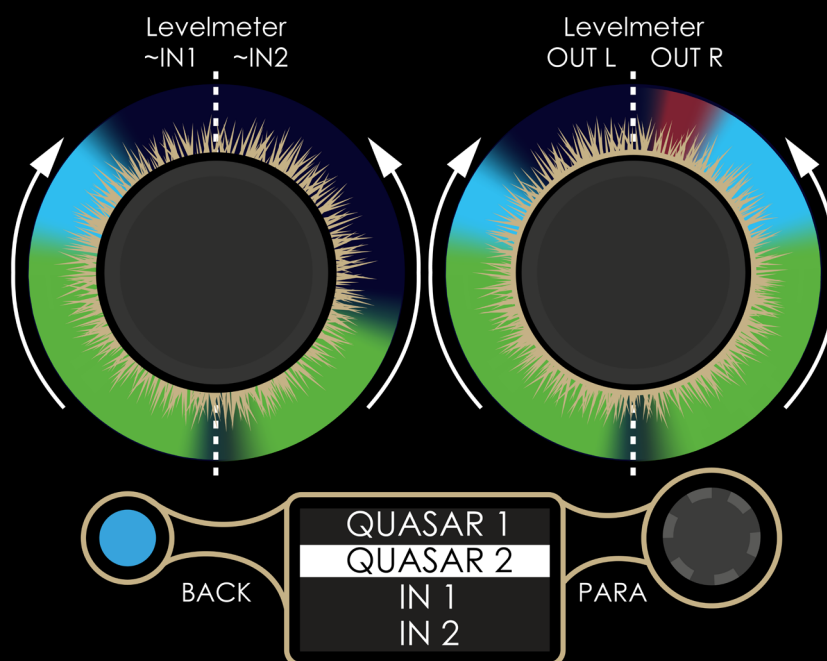 Levelmeter
~IN1 ~IN2
Levelmeter
OUT L OUT R
QUASAR 1
QUASAR 2
IN 1
IN 2
BACK
PARA